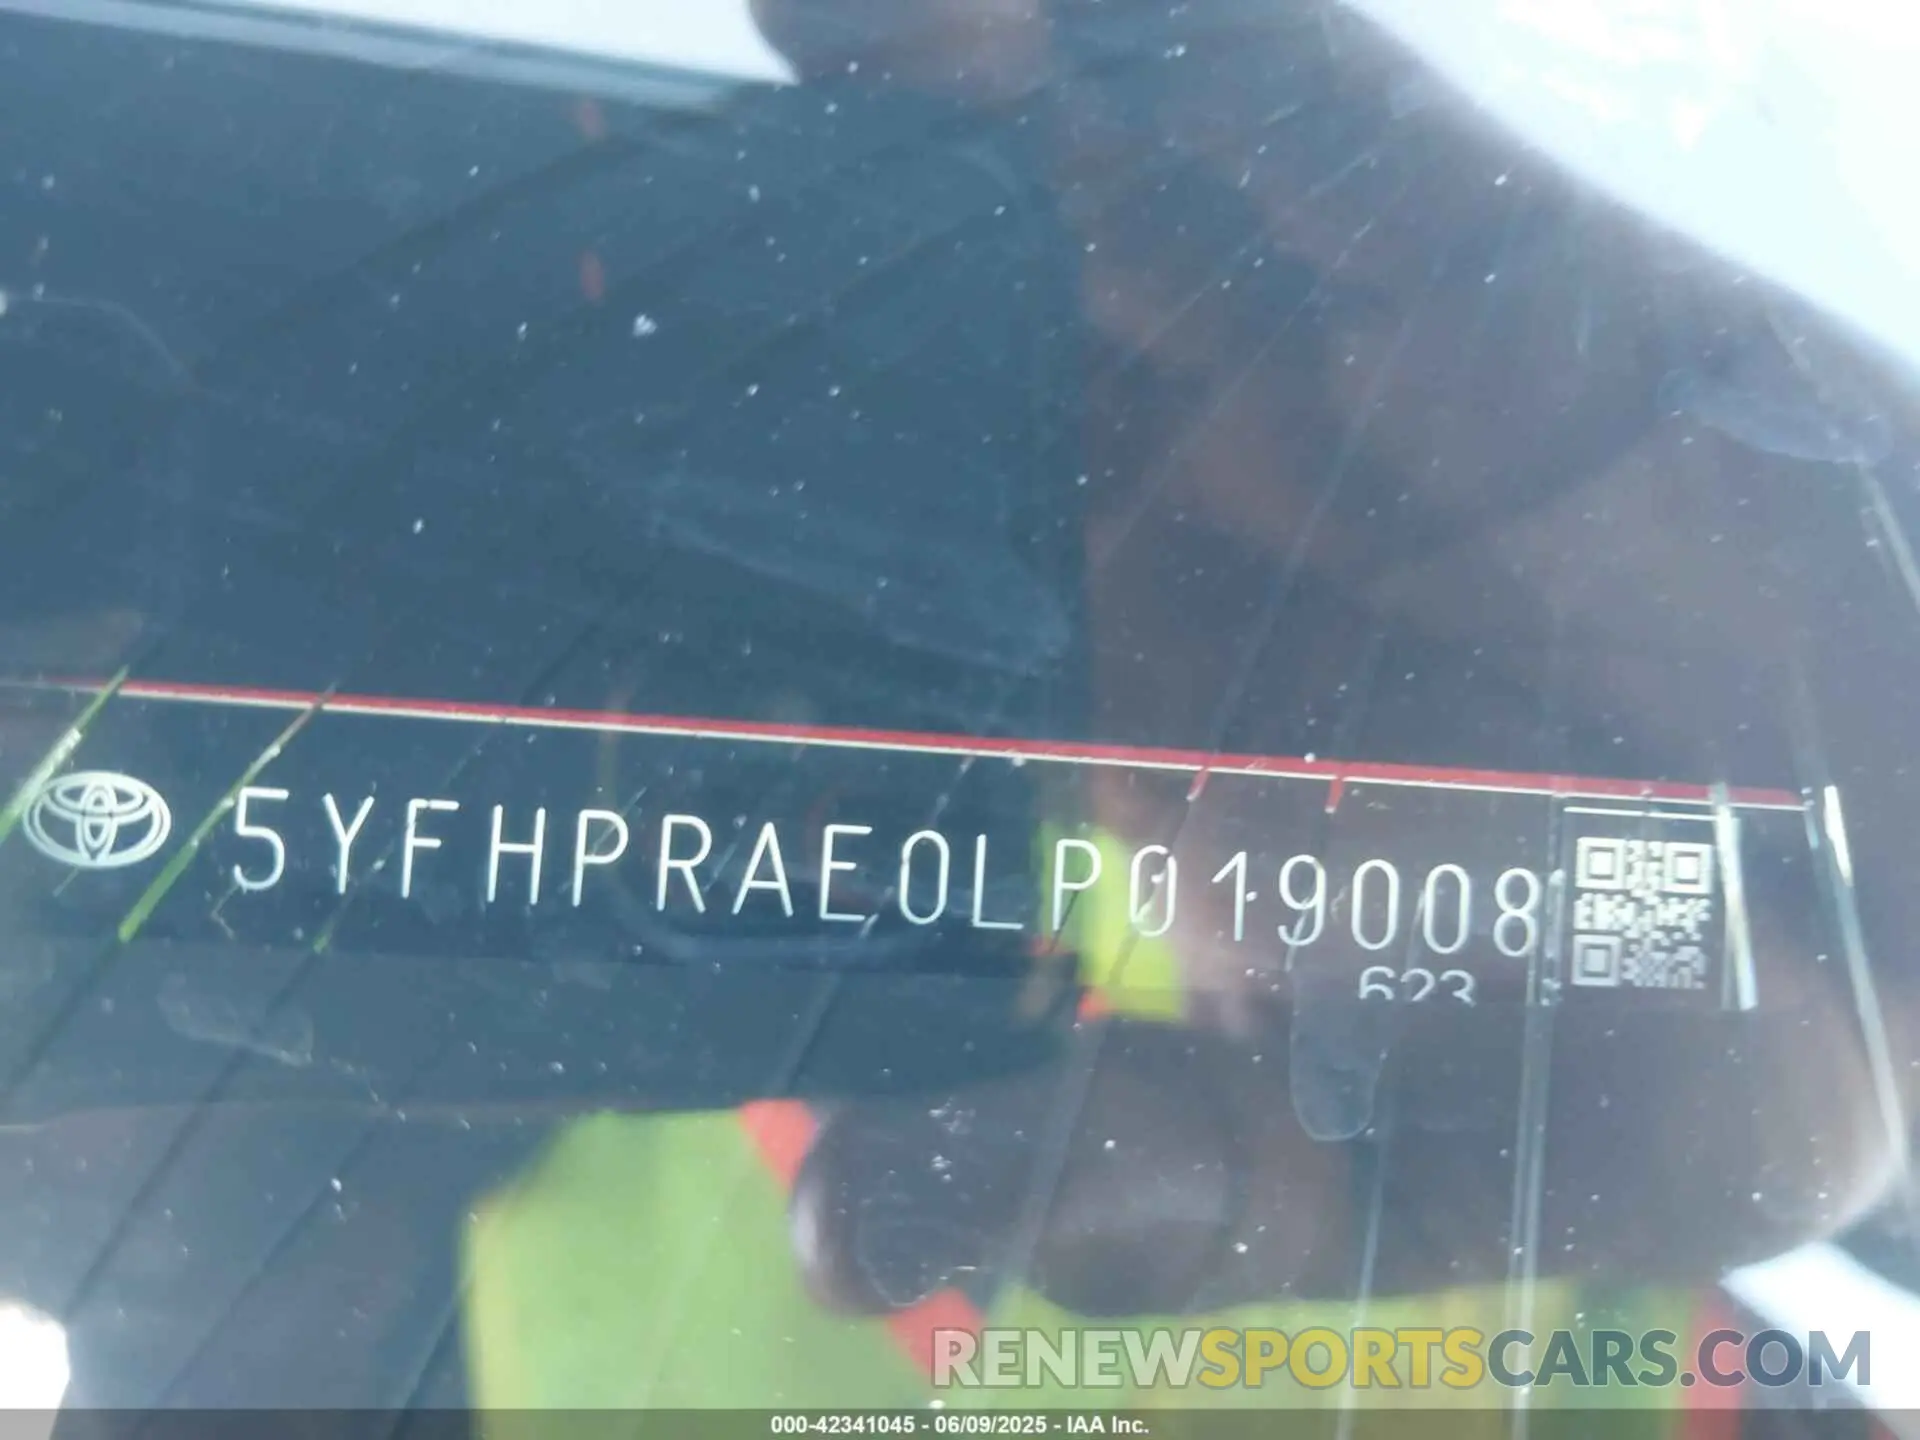 5YFHPRAE0LP019008
623
RENEWSPORTSCARS.COM
000-42341045 - 06/09/2025 - IAA Inc.